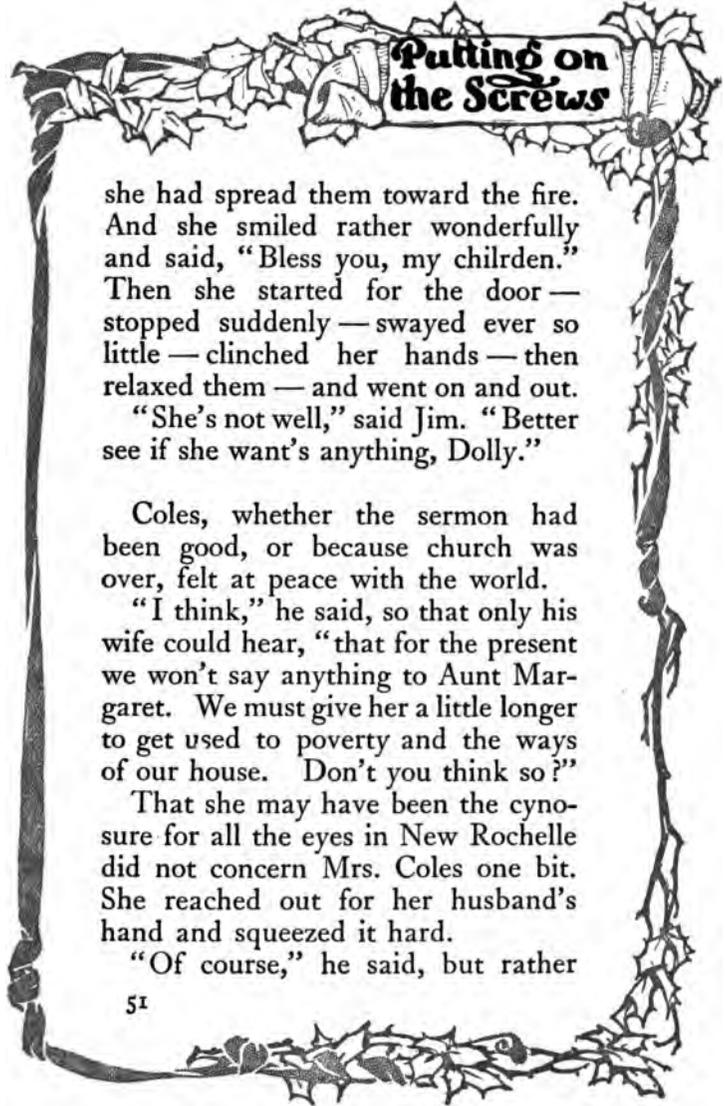 Putting on
the Screws
she had spread them toward the fire.
And she smiled rather wonderfully
and said, “Bless you, my chilrden.”
Then she started for the door —
stopped suddenly — swayed ever so
little — clinched her hands — then
relaxed them — and went on and out.
“She’s not well,” said Jim. “Better
see if she want’s anything, Dolly.”
Coles, whether the sermon had
been good, or because church was
over, felt at peace with the world.
“I think,” he said, so that only his
wife could hear, “that for the present
we won’t say anything to Aunt Mar-
garet. We must give her a little longer
to get used to poverty and the ways
of our house. Don’t you think so?”
That she may have been the cyno-
sure for all the eyes in New Rochelle
did not concern Mrs. Coles one bit.
She reached out for her husband’s
hand and squeezed it hard.
“Of course,” he said, but rather
51